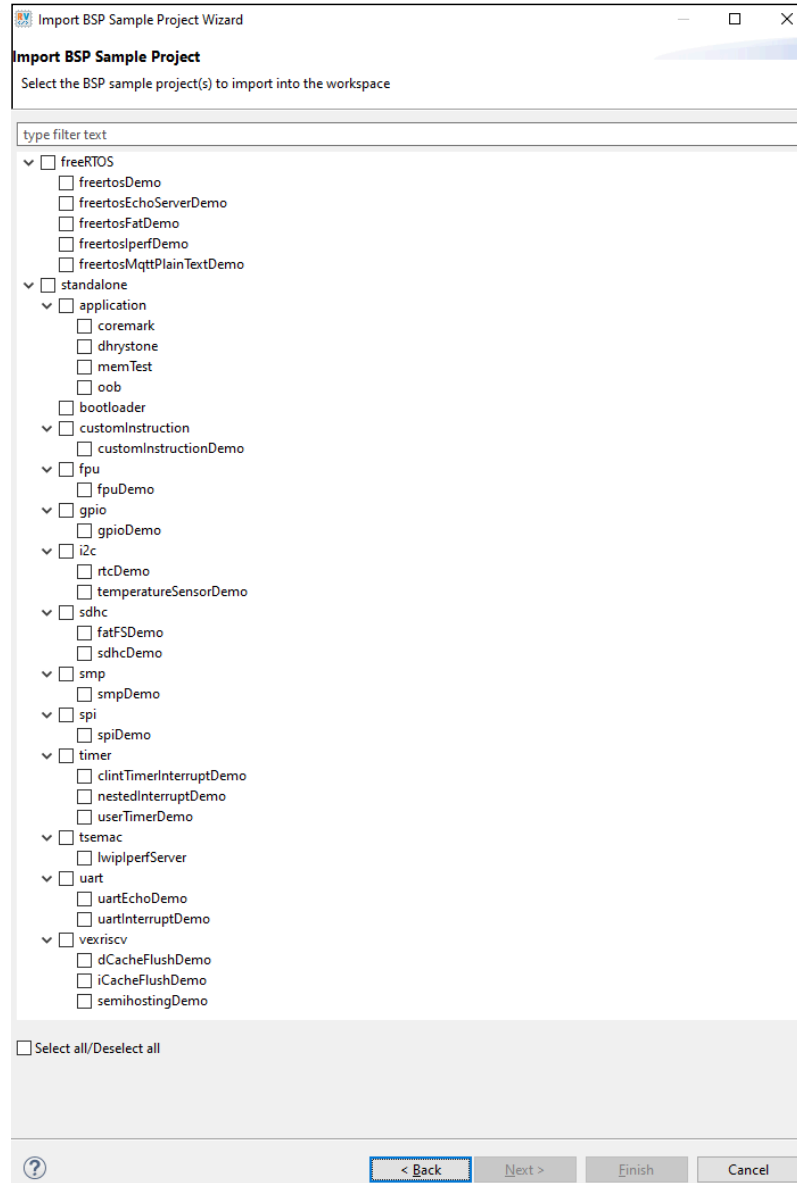 RV Import BSP Sample Project Wizard
Import BSP Sample Project
Select the BSP sample project(s) to import into the workspace
type filter text
freeRTOS
freertosDemo
freertosEchoServerDemo
freertosFatDemo
freertosIperfDemo
freertosMqttPlainTextDemo
standalone
application
coremark
dhrystone
memTest
oob
bootloader
customInstruction
customInstructionDemo
fpu
fpuDemo
gpio
gpioDemo
i2c
rtcDemo
temperatureSensorDemo
sdhc
fatFSDemo
sdhcDemo
smp
smpDemo
spi
spiDemo
timer
clintTimerInterruptDemo
nestedInterruptDemo
userTimerDemo
tsemac
lwipIperfServer
uart
uartEchoDemo
uartInterruptDemo
vexriscv
dCacheFlushDemo
iCacheFlushDemo
semihostingDemo
Select all/Deselect all
? < Back Next > Finish Cancel